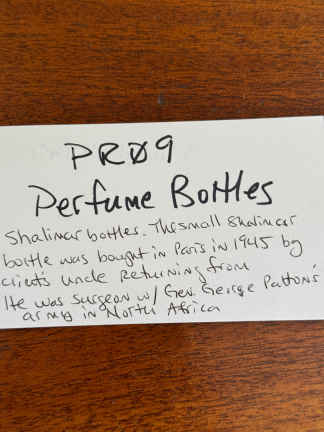 PRØ9
Perfume Bottles
Shalimar bottles. The small Shalimar
bottle was bought in Paris in 1945 by
client's uncle returning from
He was surgeon w/ Gen. George Patton's
army in North Africa